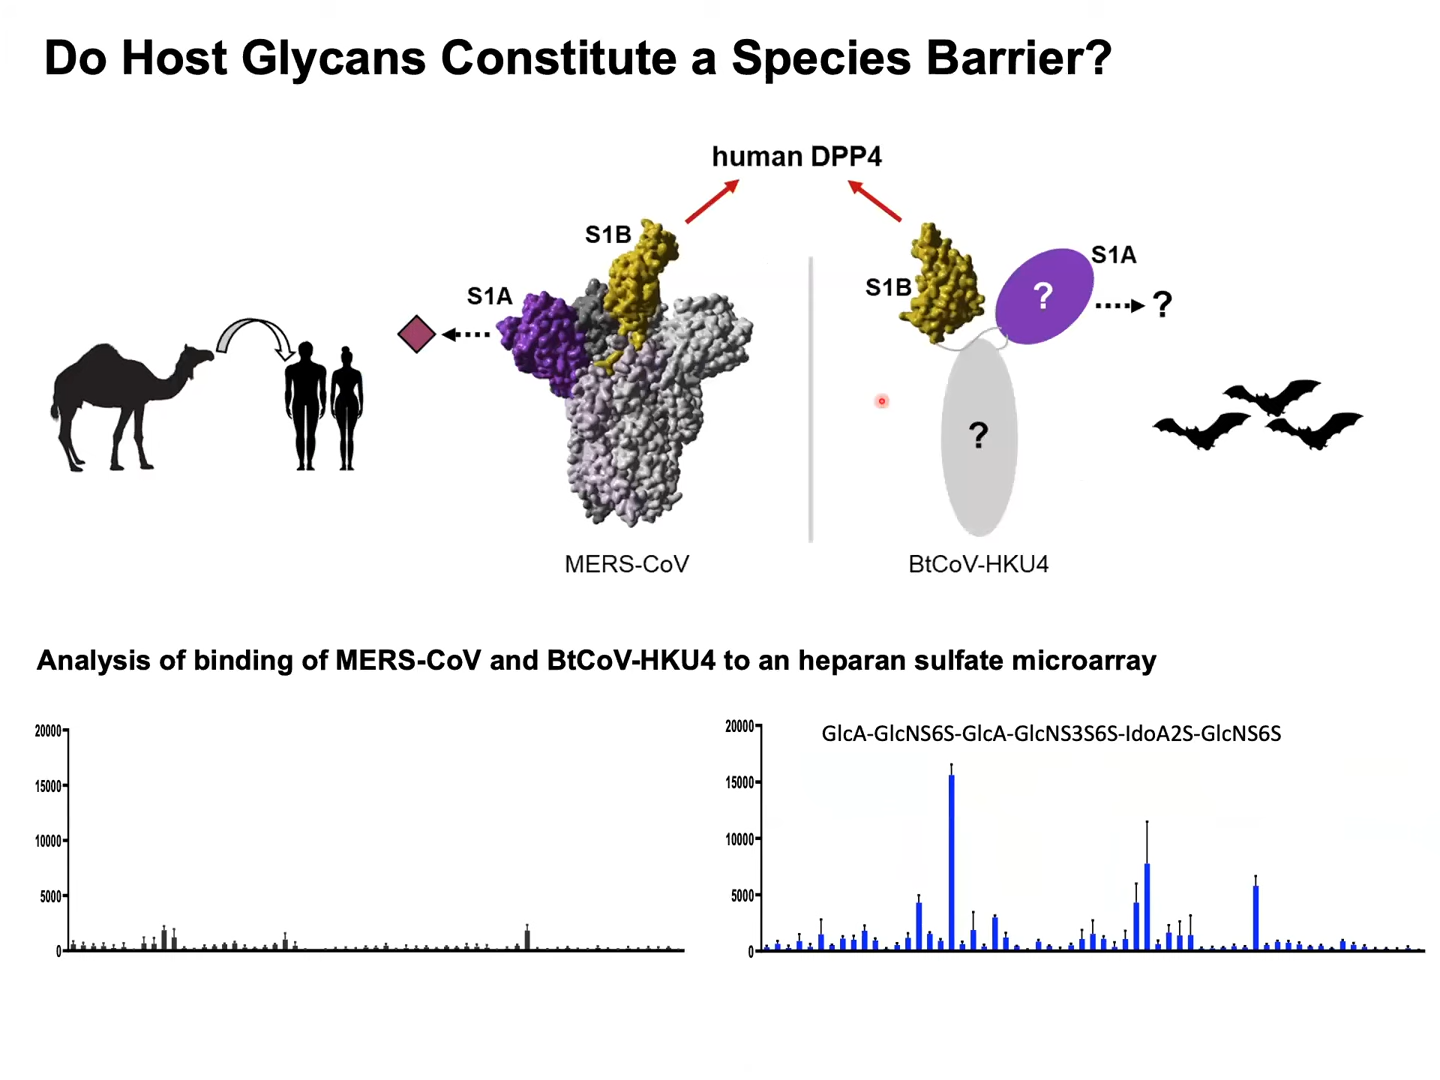 Do Host Glycans Constitute a Species Barrier?
human DPP4
S1B
S1A
MERS-CoV
S1B
S1A
?
?
?
BtCoV-HKU4
Analysis of binding of MERS-CoV and BtCoV-HKU4 to an heparan sulfate microarray
20000
15000
10000
5000
0
20000
15000
10000
5000
0
GlcA-GlcNS6S-GlcA-GlcNS3S6S-IdoA2S-GlcNS6S